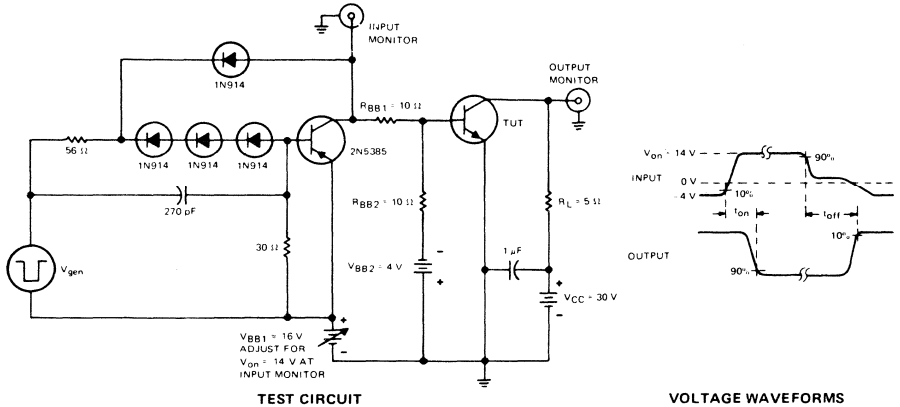 INPUT
MONITOR
1N914
OUTPUT
MONITOR
RBB1 = 10 Ω
TUT
56 Ω
1N914
1N914
1N914
2N5385
270 pF
30 Ω
Vgen
RBB2 = 10 Ω
RL = 5 Ω
1 µF
VBB2 = 4 V
-
+
+
-
VCC = 30 V
VBB1 = 16 V
ADJUST FOR
Von = 14 V AT
INPUT MONITOR
+
-
TEST CIRCUIT
Von = 14 V
90%
INPUT
0 V
10%
-4 V
ton
toff
10%
OUTPUT
90%
VOLTAGE WAVEFORMS